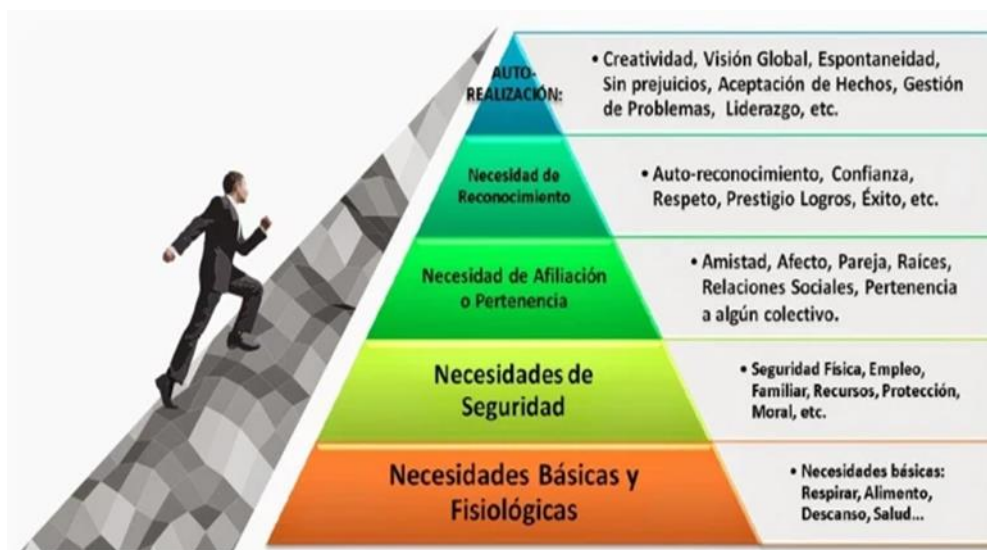 AUTO-
REALIZACIÓN:
• Creatividad, Visión Global, Espontaneidad,
Sin prejuicios, Aceptación de Hechos, Gestión
de Problemas, Liderazgo, etc.
Necesidad de
Reconocimiento
• Auto-reconocimiento, Confianza,
Respeto, Prestigio Logros, Éxito, etc.
Necesidad de Afiliación
o Pertenencia
• Amistad, Afecto, Pareja, Raíces,
Relaciones Sociales, Pertenencia
a algún colectivo.
Necesidades de
Seguridad
• Seguridad Física, Empleo,
Familiar, Recursos, Protección,
Moral, etc.
Necesidades Básicas y
Fisiológicas
• Necesidades básicas:
Respirar, Alimento,
Descanso, Salud...